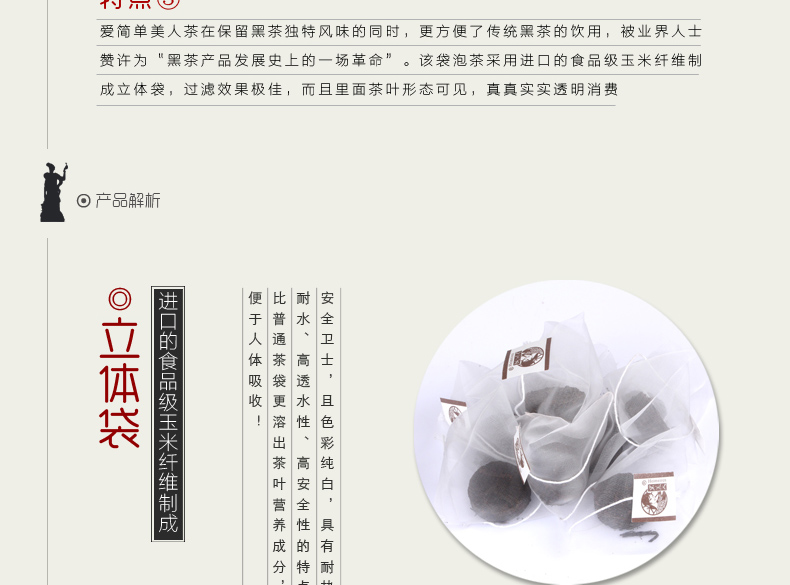 特点③
爱简单美人茶在保留黑茶独特风味的同时，更方便了传统黑茶的饮用，被业界人士
赞许为“黑茶产品发展史上的一场革命”。该袋泡茶采用进口的食品级玉米纤维制
成立体袋，过滤效果极佳，而且里面茶叶形态可见，真真实实透明消费
产品解析
立体袋
进口的食品级玉米纤维制成
安全卫士，且色彩纯白，具有耐热
耐水、高透水性、高安全性的特点
比普通茶袋更溶出茶叶营养成分，
便于人体吸收！